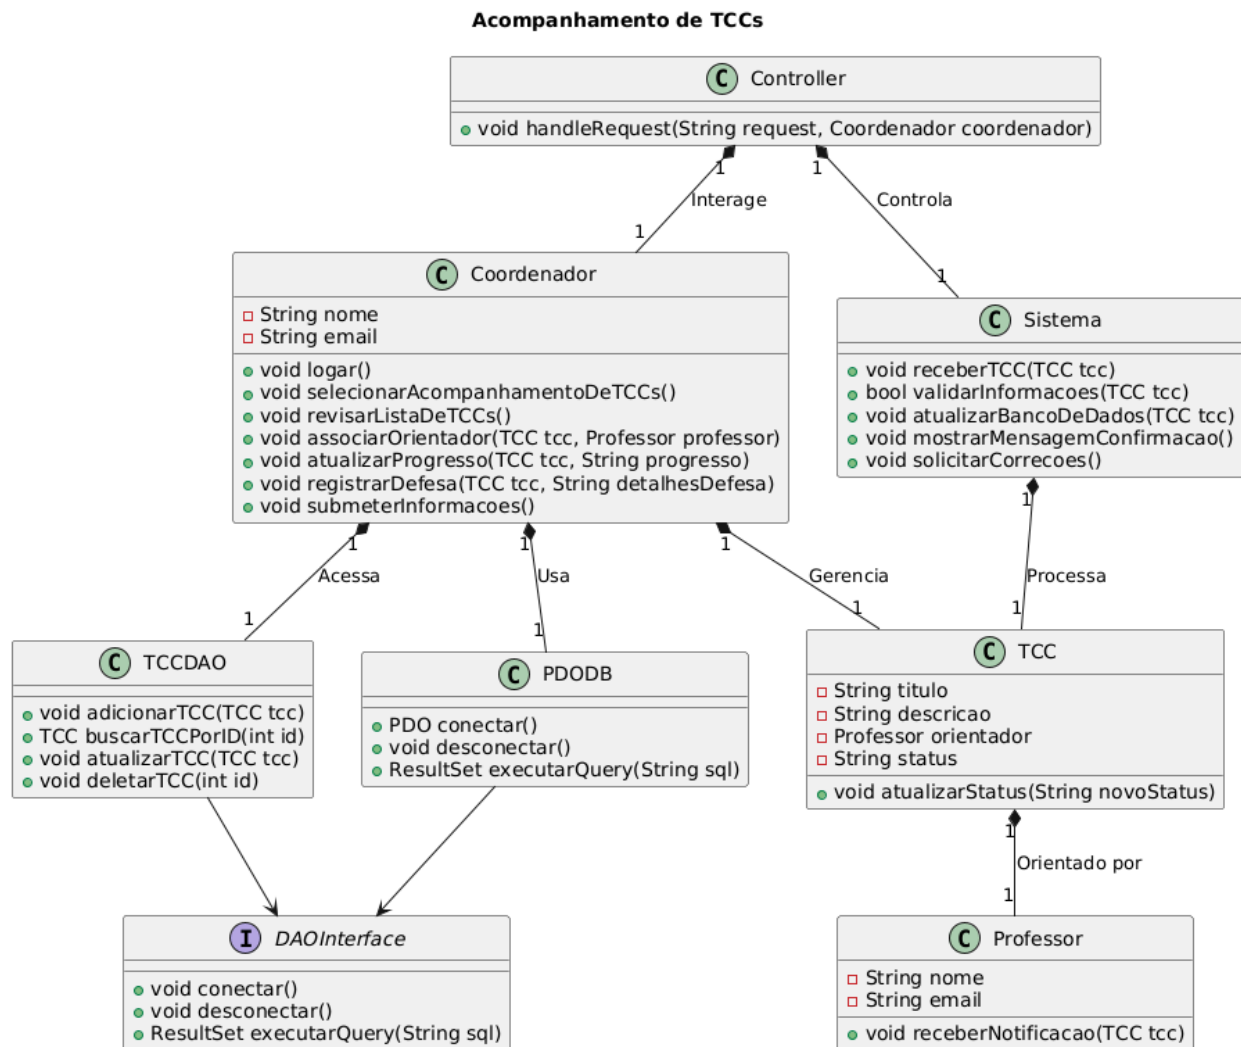 Acompanhamento de TCCs
C Controller
void handleRequest(String request, Coordenador coordenador)
1
1
Interage
Controla
1
1
C Coordenador
String nome
String email
void logar()
void selecionarAcompanhamentoDeTCCs()
void revisarListaDeTCCs()
void associarOrientador(TCC tcc, Professor professor)
void atualizarProgresso(TCC tcc, String progresso)
void registrarDefesa(TCC tcc, String detalhesDefesa)
void submeterInformacoes()
C Sistema
void receberTCC(TCC tcc)
bool validarInformacoes(TCC tcc)
void atualizarBancoDeDados(TCC tcc)
void mostrarMensagemConfirmacao()
void solicitarCorrecoes()
1
1
1
1
Acessa
Usa
Gerencia
Processa
1
1
1
1
C TCCDAO
void adicionarTCC(TCC tcc)
TCC buscarTCCPorID(int id)
void atualizarTCC(TCC tcc)
void deletarTCC(int id)
C PDODB
PDO conectar()
void desconectar()
ResultSet executarQuery(String sql)
C TCC
String titulo
String descricao
Professor orientador
String status
void atualizarStatus(String novoStatus)
1
Orientado por
1
I DAOInterface
void conectar()
void desconectar()
ResultSet executarQuery(String sql)
C Professor
String nome
String email
void receberNotificacao(TCC tcc)